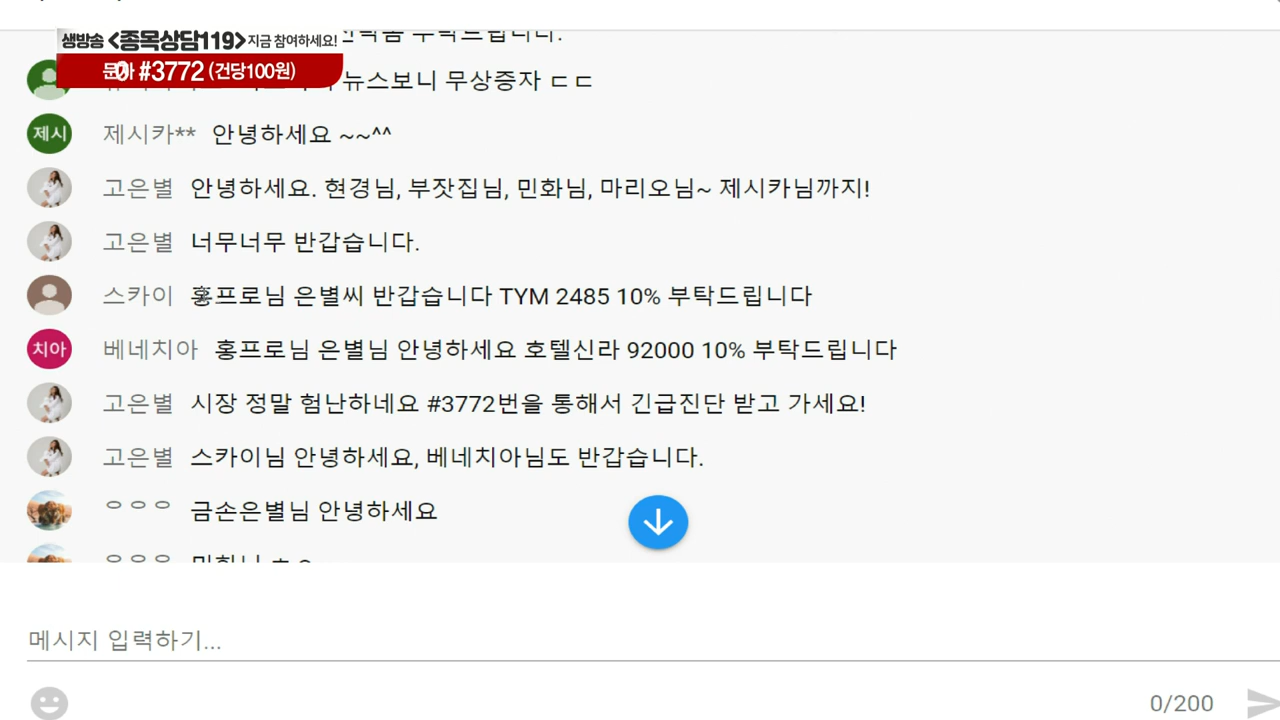 생방송 <종목상담119> 지금 참여하세요!
부탁드립니다.
#3772 (건당100원)
뉴스보니 무상증자 ㄷㄷ
제시
제시카** 안녕하세요 ~~^^
고은별 안녕하세요. 현경님, 부잣집님, 민화님, 마리오님~ 제시카님까지!
고은별 너무너무 반갑습니다.
스카이 홍프로님 은별씨 반갑습니다 TYM 2485 10% 부탁드립니다
치아
베네치아 홍프로님 은별님 안녕하세요 호텔신라 92000 10% 부탁드립니다
고은별 시장 정말 험난하네요 #3772번을 통해서 긴급진단 받고 가세요!
고은별 스카이님 안녕하세요, 베네치아님도 반갑습니다.
ㅇㅇㅇ 금손은별님 안녕하세요
메시지 입력하기...
0/200